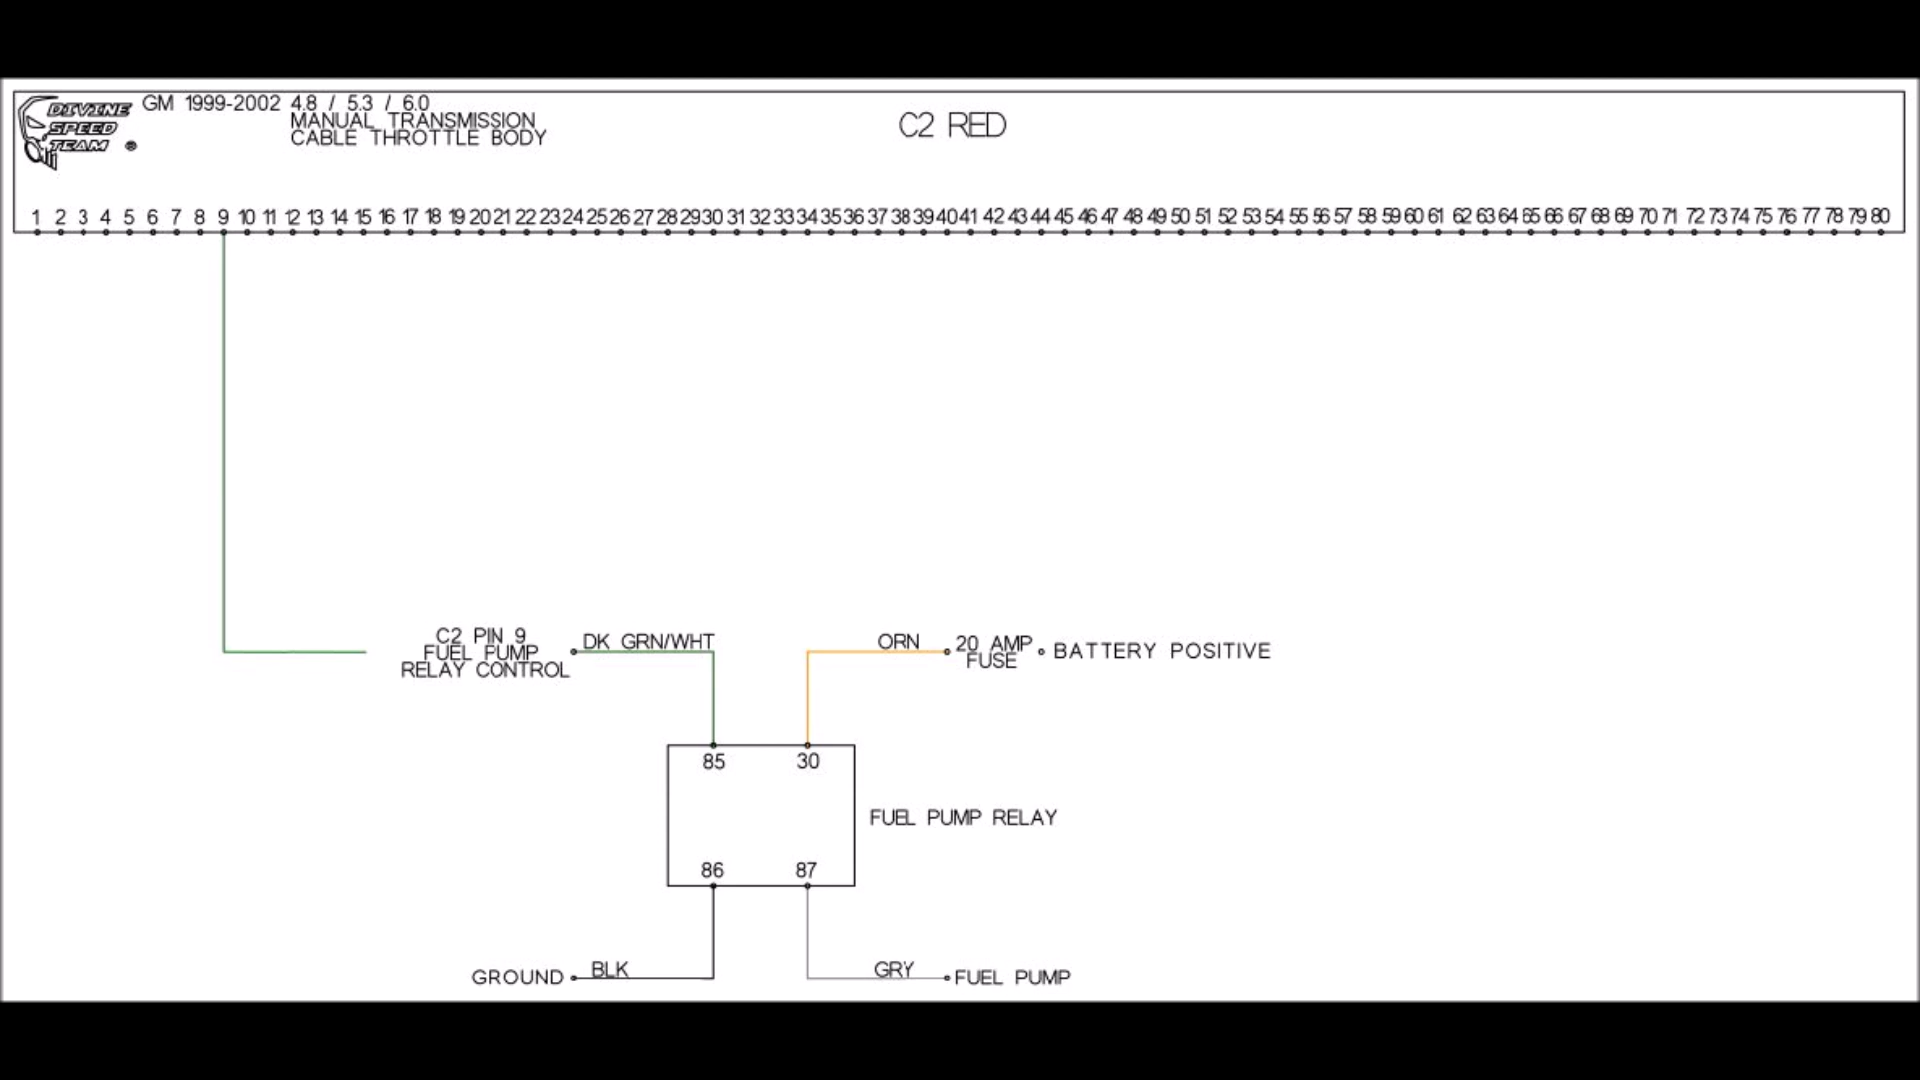 DIVINE
SPEED
TEAM ®
GM 1999-2002 4.8 / 5.3 / 6.0
MANUAL TRANSMISSION
CABLE THROTTLE BODY
C2 RED
1 2 3 4 5 6 7 8 9 10 11 12 13 14 15 16 17 18 19 20 21 22 23 24 25 26 27 28 29 30 31 32 33 34 35 36 37 38 39 40 41 42 43 44 45 46 47 48 49 50 51 52 53 54 55 56 57 58 59 60 61 62 63 64 65 66 67 68 69 70 71 72 73 74 75 76 77 78 79 80
C2 PIN 9
FUEL PUMP
RELAY CONTROL
DK GRN/WHT
ORN
20 AMP
FUSE
BATTERY POSITIVE
85 30
FUEL PUMP RELAY
86 87
GROUND
BLK
GRY
FUEL PUMP